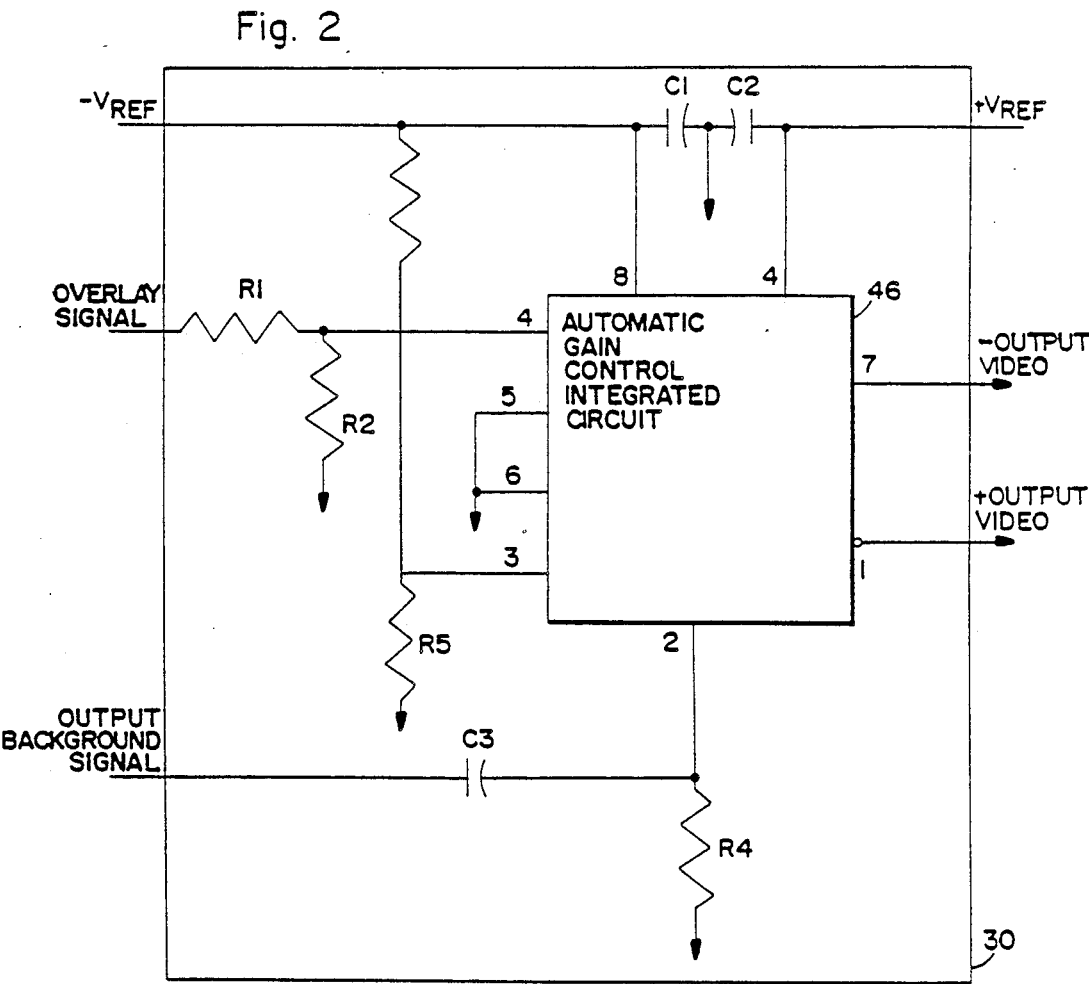 Fig. 2
-VREF
C1
C2
+VREF
8
4
46
OVERLAY
SIGNAL
R1
4
AUTOMATIC
GAIN
CONTROL
INTEGRATED
CIRCUIT
-OUTPUT
VIDEO
7
5
R2
6
+OUTPUT
VIDEO
3
1
2
R5
OUTPUT
BACKGROUND
SIGNAL
C3
R4
30